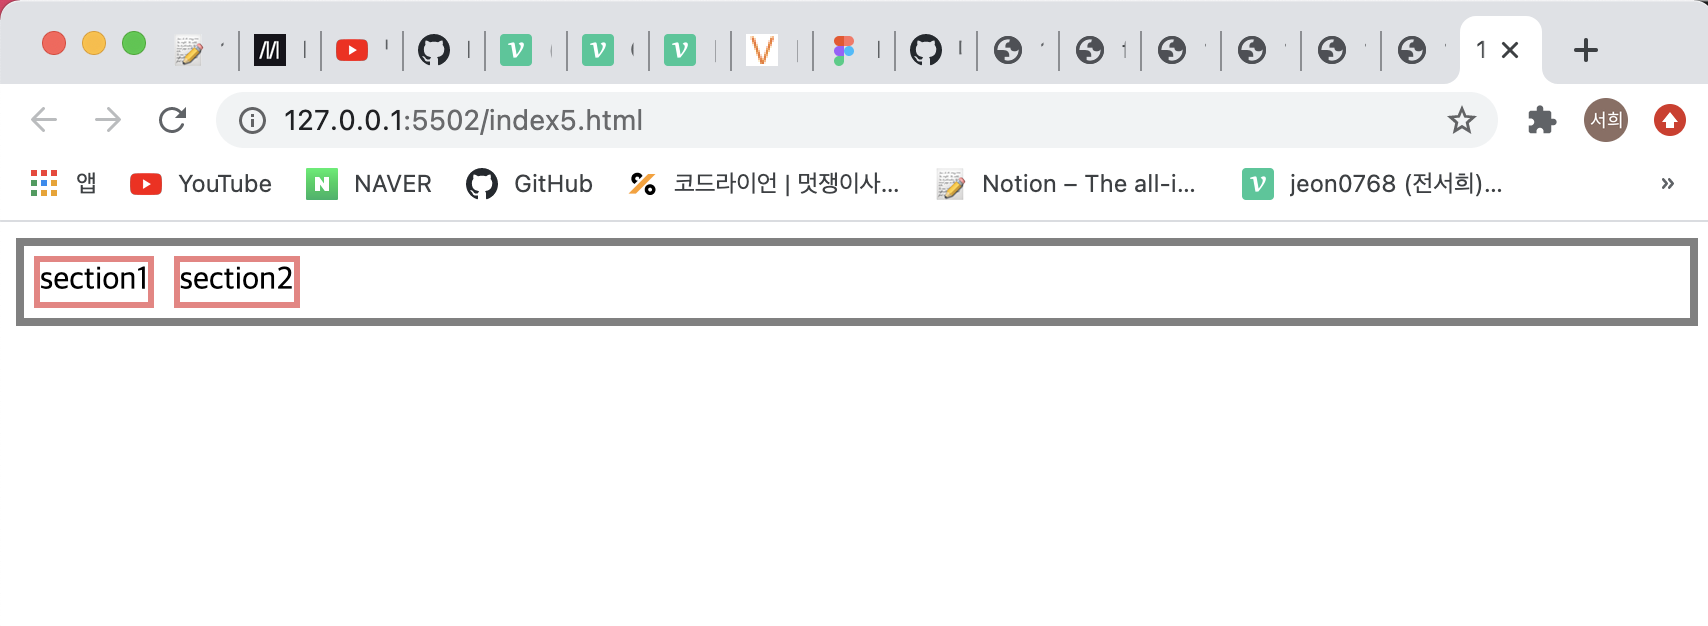 1
127.0.0.1:5502/index5.html
서희
앱 YouTube NAVER GitHub 코드라이언 | 멋쟁이사... Notion – The all-i... jeon0768 (전서희)... »
section1 section2